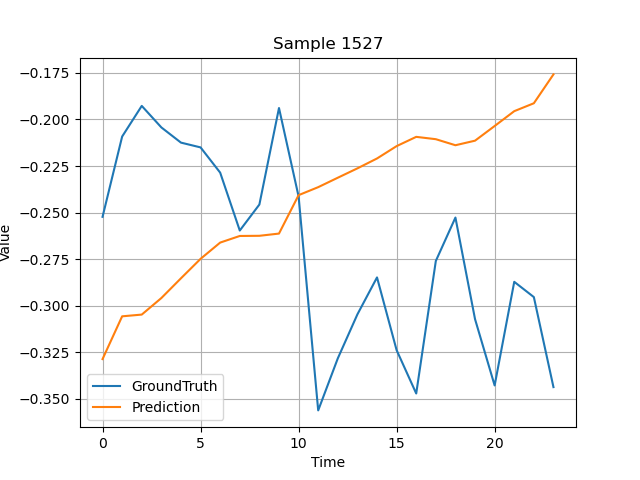 Sample 1527
−0.175
−0.200
−0.225
−0.250
−0.275
−0.300
−0.325
−0.350
Value
GroundTruth
Prediction
0 5 10 15 20
Time